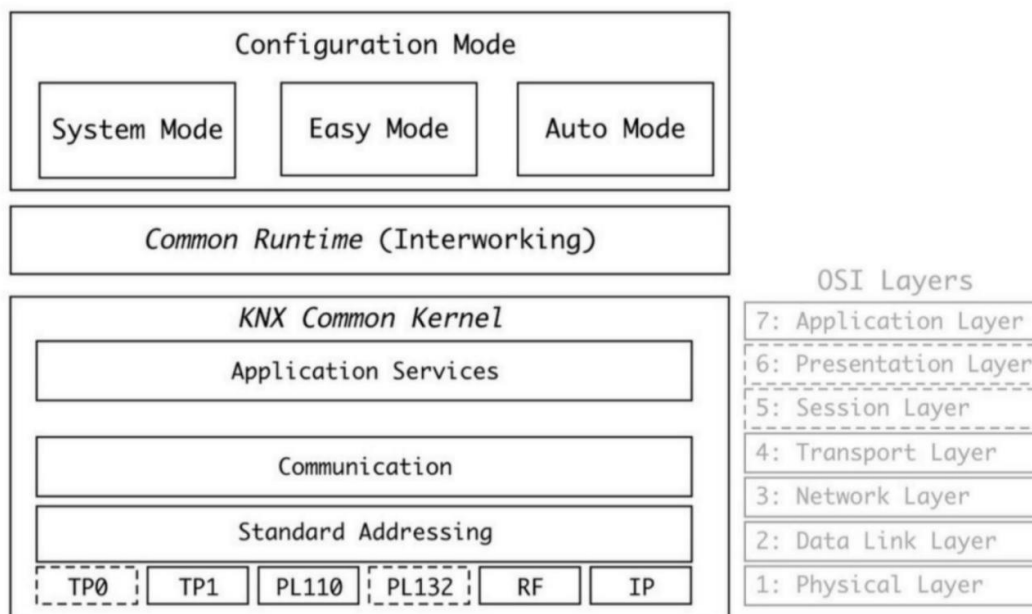 Configuration Mode
System Mode
Easy Mode
Auto Mode
Common Runtime (Interworking)
KNX Common Kernel
Application Services
Communication
Standard Addressing
TP0
TP1
PL110
PL132
RF
IP
OSI Layers
7: Application Layer
6: Presentation Layer
5: Session Layer
4: Transport Layer
3: Network Layer
2: Data Link Layer
1: Physical Layer